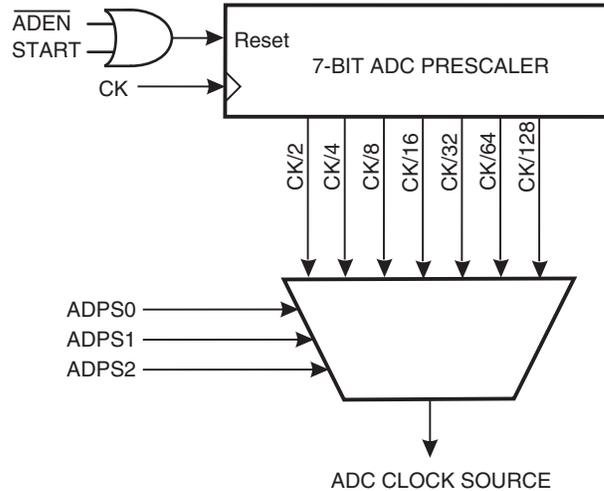 ADEN
START
Reset
7-BIT ADC PRESCALER
CK
CK/2
CK/4
CK/8
CK/16
CK/32
CK/64
CK/128
ADPS0
ADPS1
ADPS2
ADC CLOCK SOURCE